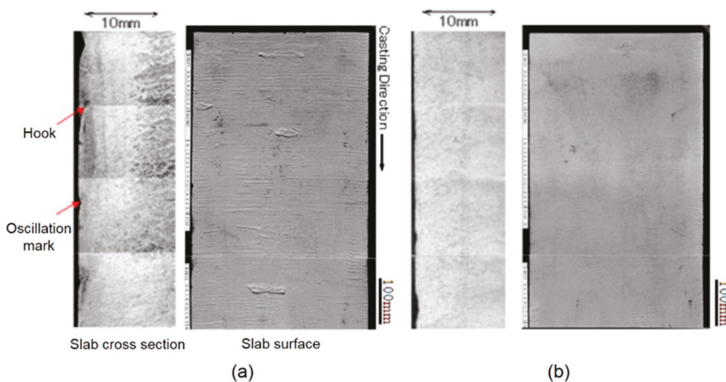 10mm
10mm
Casting Direction
Hook
Oscillation
mark
100mm
100mm
Slab cross section
Slab surface
(a)
(b)